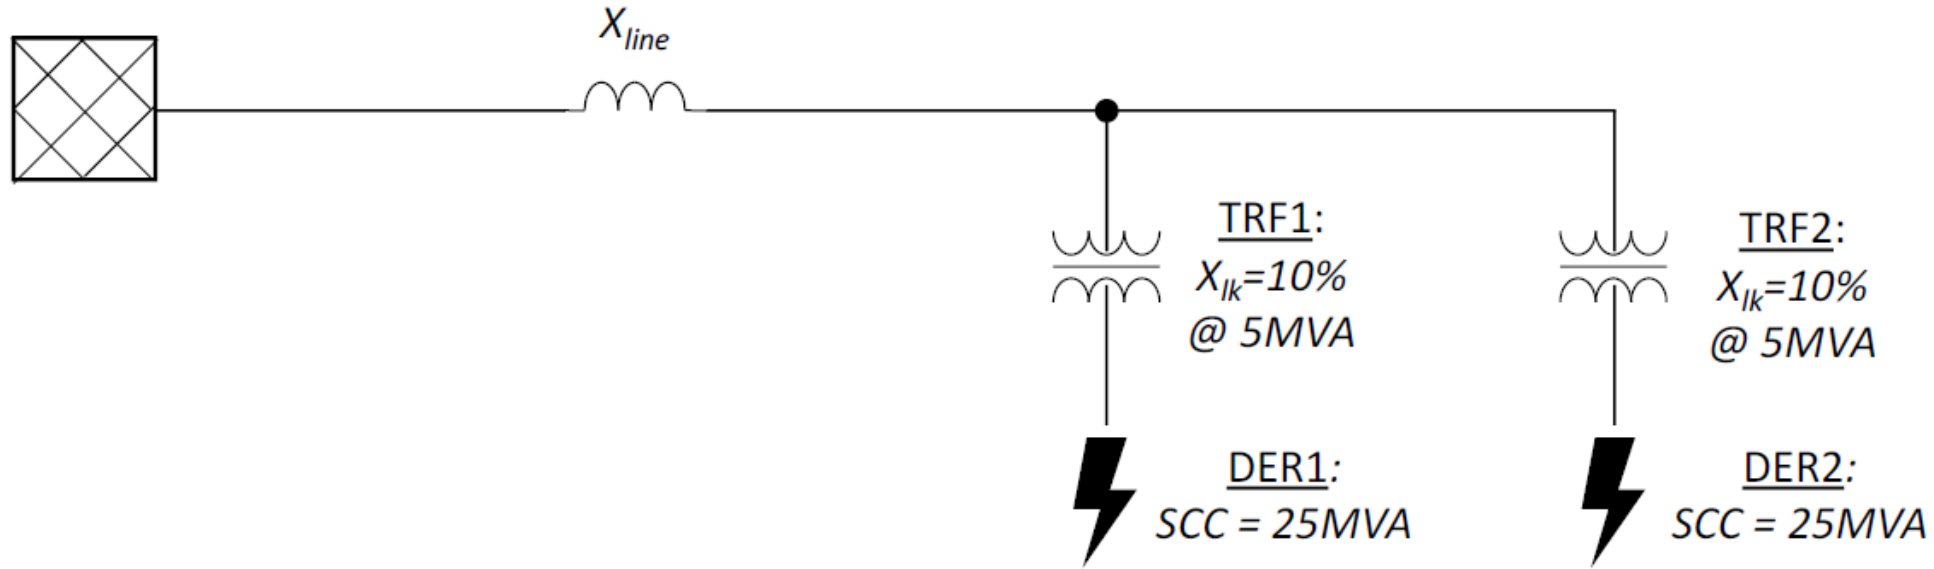 Xline
TRF1:
Xlk=10%
@ 5MVA
TRF2:
Xlk=10%
@ 5MVA
DER1:
SCC = 25MVA
DER2:
SCC = 25MVA